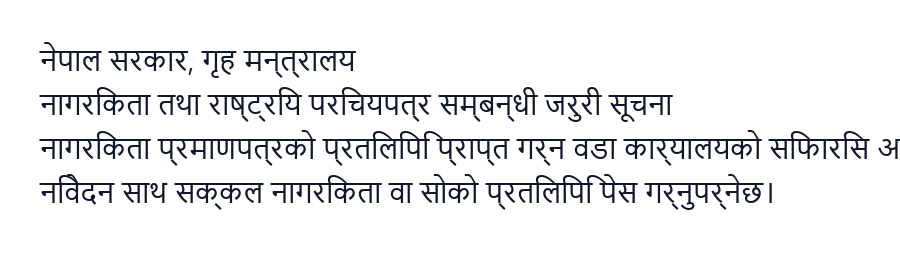 नेपाल सरकार, गृह मन्त्रालय
नागरिकता तथा राष्ट्रिय परिचयपत्र सम्बन्धी जरुरी सूचना
नागरिकता प्रमाणपत्रको प्रतिलिपि प्राप्त गर्न वडा कार्यालयको सिफारिस अ
निवेदन साथ सक्कल नागरिकता वा सोको प्रतिलिपि पेस गर्नुपर्नेछ।